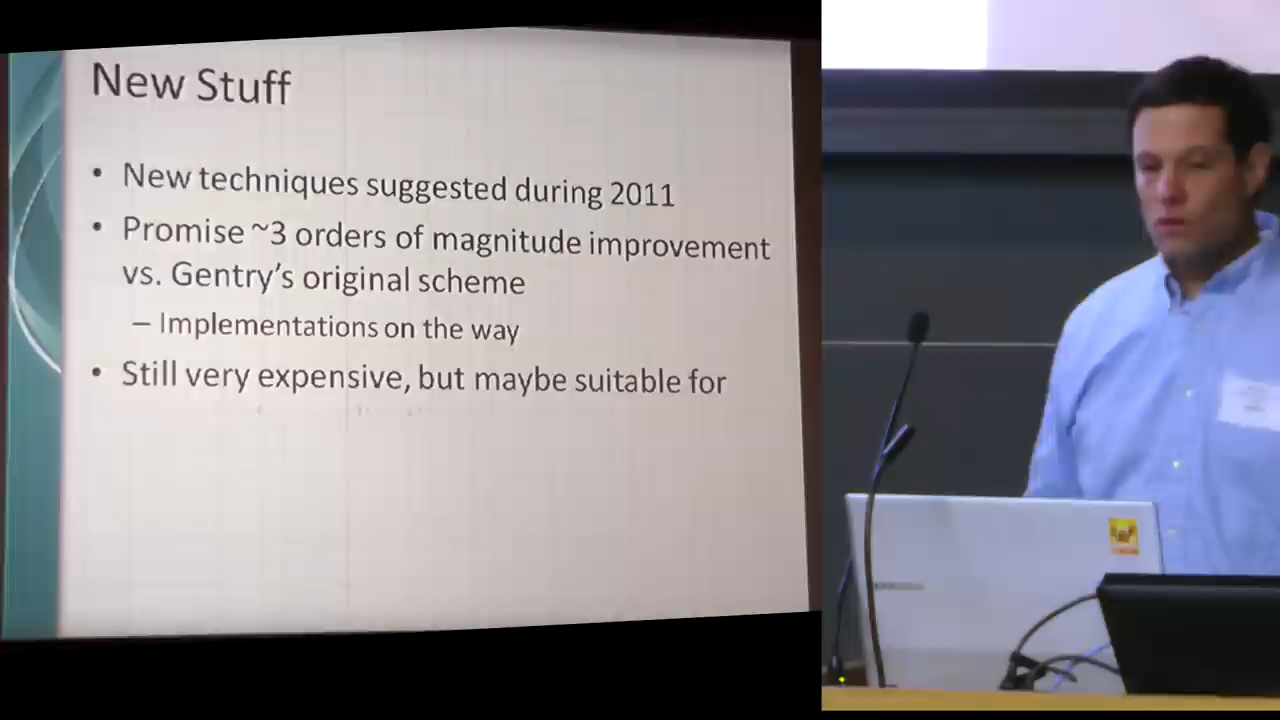 New Stuff
• New techniques suggested during 2011
• Promise ~3 orders of magnitude improvement
vs. Gentry's original scheme
– Implementations on the way
• Still very expensive, but maybe suitable for